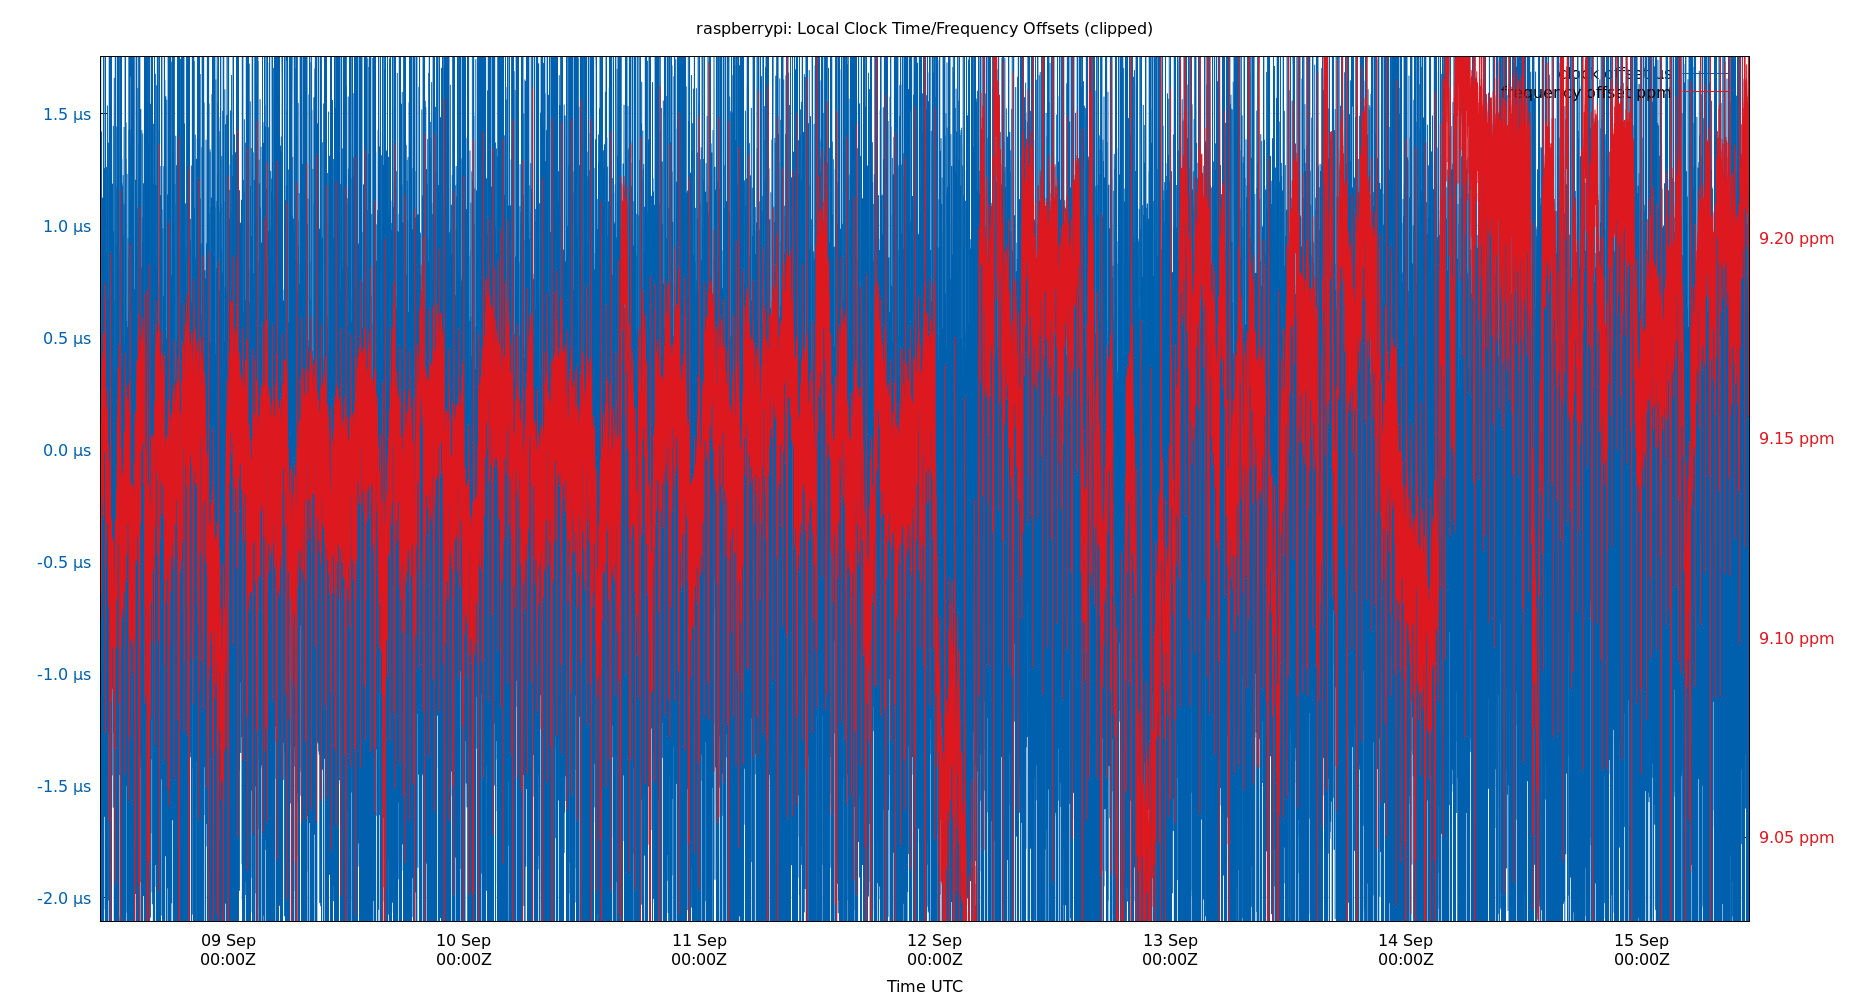 raspberrypi: Local Clock Time/Frequency Offsets (clipped)
clock offset us
frequency offset ppm
1.5 µs
1.0 µs
0.5 µs
0.0 µs
-0.5 µs
-1.0 µs
-1.5 µs
-2.0 µs
9.20 ppm
9.15 ppm
9.10 ppm
9.05 ppm
09 Sep
00:00Z
10 Sep
00:00Z
11 Sep
00:00Z
12 Sep
00:00Z
13 Sep
00:00Z
14 Sep
00:00Z
15 Sep
00:00Z
Time UTC